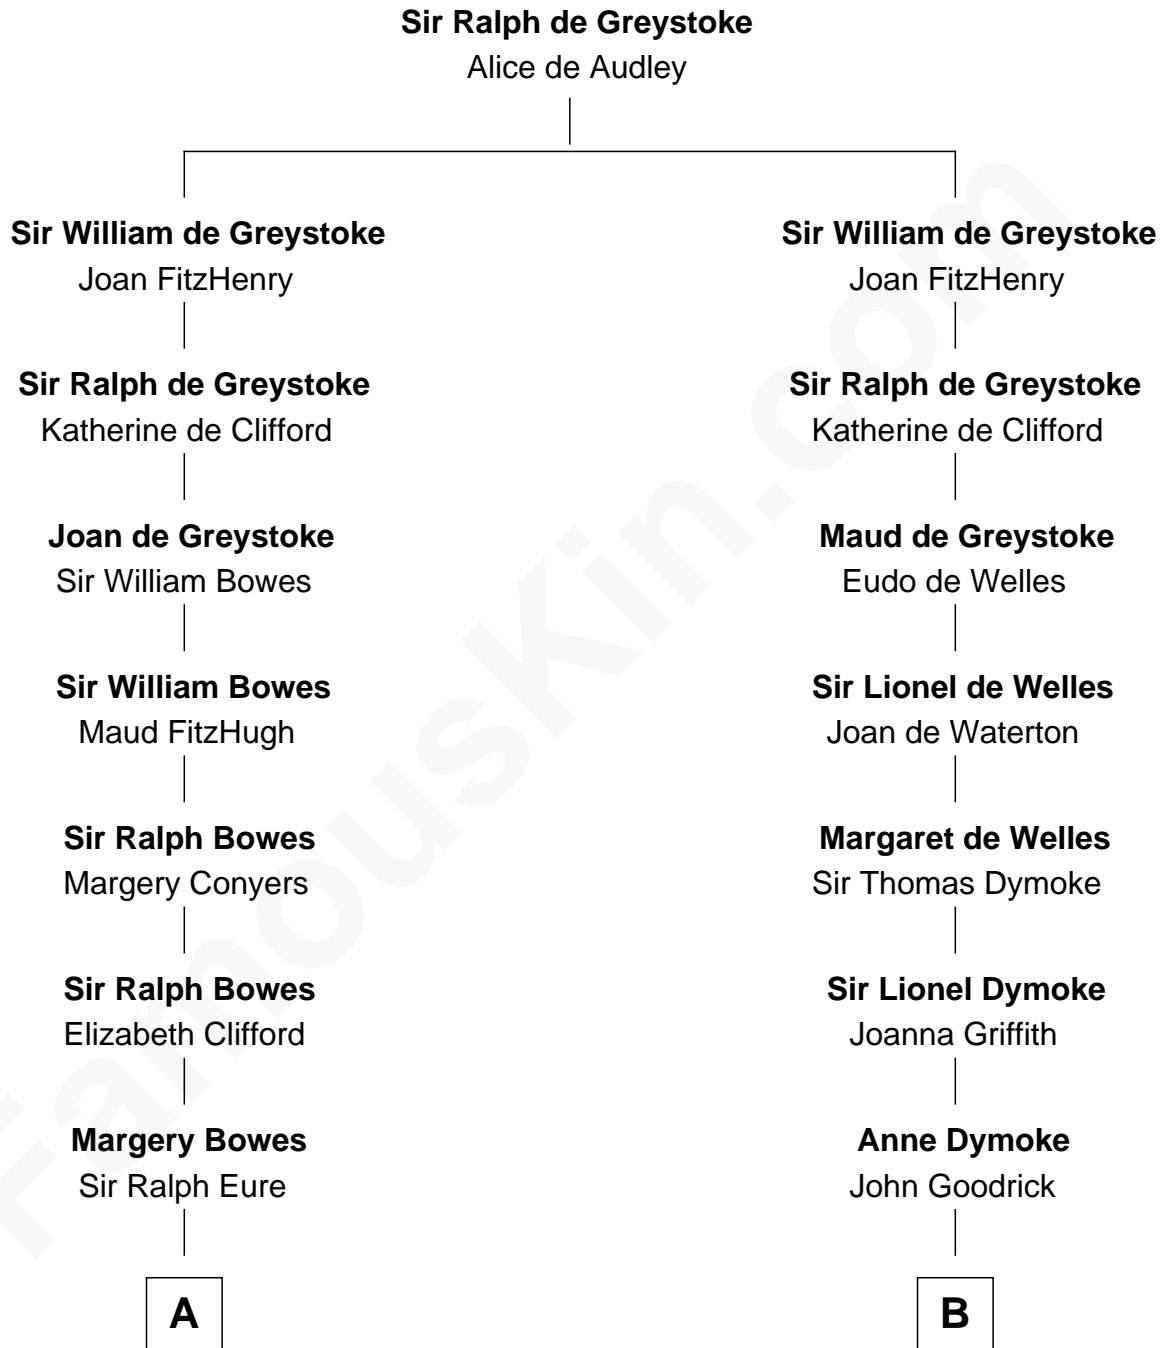 Sir Ralph de Greystoke
Alice de Audley
Sir William de Greystoke
Joan FitzHenry
Sir William de Greystoke
Joan FitzHenry
Sir Ralph de Greystoke
Katherine de Clifford
Sir Ralph de Greystoke
Katherine de Clifford
Joan de Greystoke
Sir William Bowes
Maud de Greystoke
Eudo de Welles
Sir William Bowes
Maud FitzHugh
Sir Lionel de Welles
Joan de Waterton
Sir Ralph Bowes
Margery Conyers
Margaret de Welles
Sir Thomas Dymoke
Sir Ralph Bowes
Elizabeth Clifford
Sir Lionel Dymoke
Joanna Griffith
Margery Bowes
Sir Ralph Eure
Anne Dymoke
John Goodrick
A
B
FamousKin.com